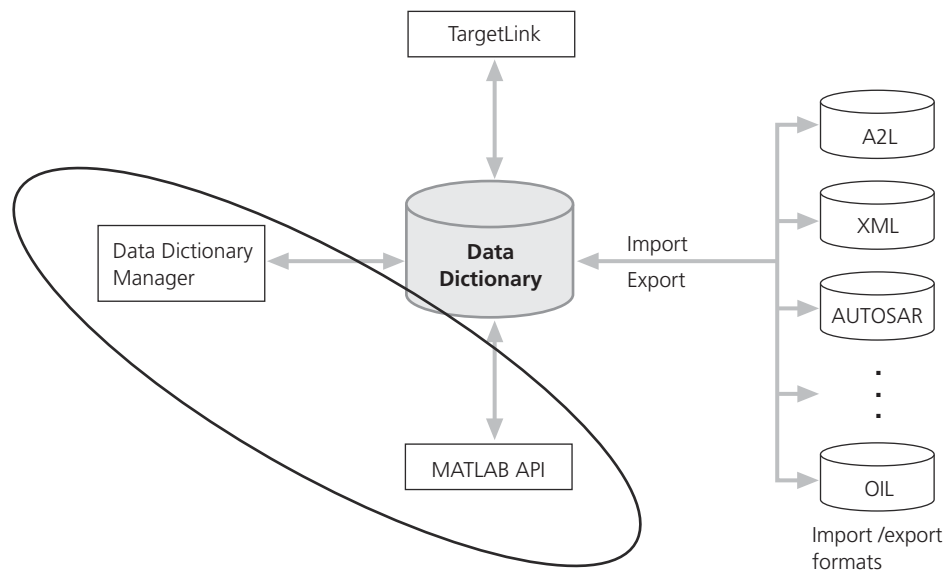 TargetLink
A2L
XML
Data Dictionary
Manager
Data
Dictionary
Import
Export
AUTOSAR
MATLAB API
OIL
Import /export
formats